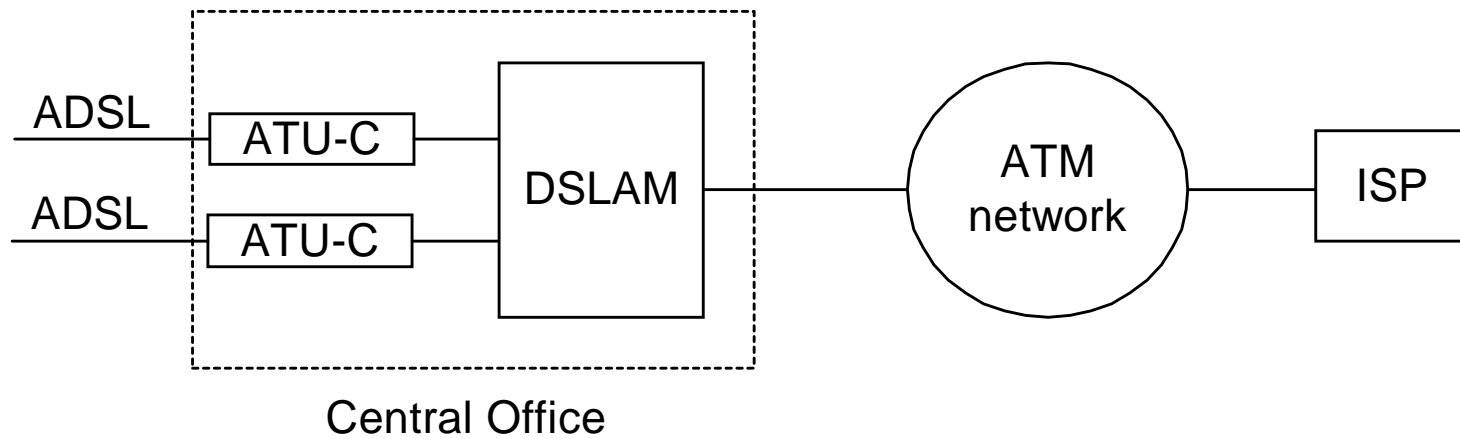 ADSL
ATU-C
ADSL
ATU-C
DSLAM
ATM
network
ISP
Central Office